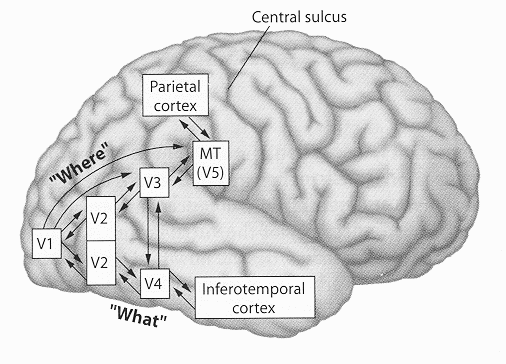 Central sulcus
Parietal
cortex
"Where"
MT
(V5)
V3
V2
V1
V2
V4
Inferotemporal
cortex
"What"